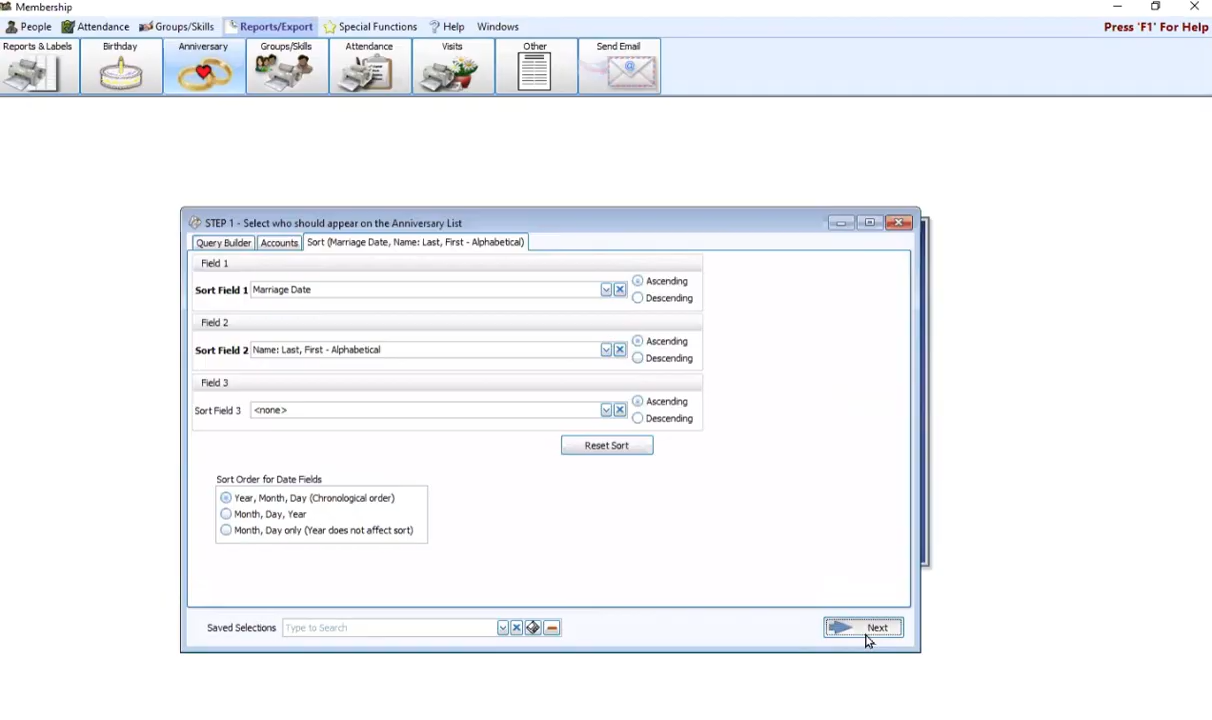 Membership
People Attendance Groups/Skills Reports/Export Special Functions Help Windows Press 'F1' For Help
Reports & Labels Birthday Anniversary Groups/Skills Attendance Visits Other Send Email
STEP 1 - Select who should appear on the Anniversary List
Query Builder Accounts Sort (Marriage Date, Name: Last, First - Alphabetical)
Field 1
Sort Field 1 Marriage Date Ascending
Descending
Field 2
Sort Field 2 Name: Last, First - Alphabetical Ascending
Descending
Field 3
Sort Field 3 <none> Ascending
Descending
Reset Sort
Sort Order for Date Fields
Year, Month, Day (Chronological order)
Month, Day, Year
Month, Day only (Year does not affect sort)
Saved Selections Type to Search Next